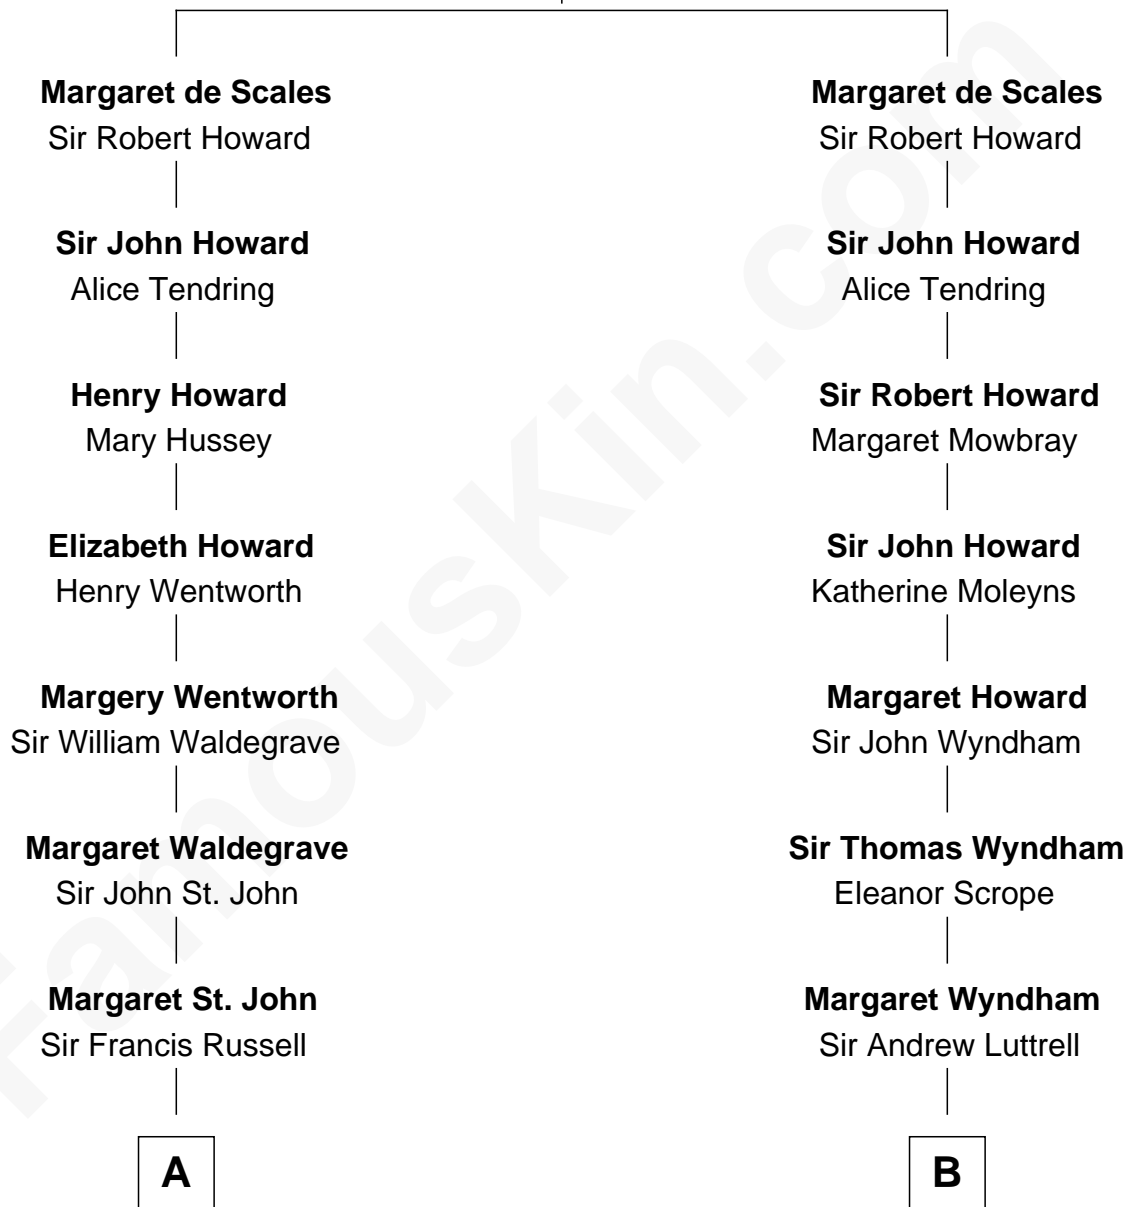 Margaret de Scales
Sir Robert Howard
Sir John Howard
Alice Tendring
Henry Howard
Mary Hussey
Elizabeth Howard
Henry Wentworth
Margery Wentworth
Sir William Waldegrave
Margaret Waldegrave
Sir John St. John
Margaret St. John
Sir Francis Russell
A
Margaret de Scales
Sir Robert Howard
Sir John Howard
Alice Tendring
Sir Robert Howard
Margaret Mowbray
Sir John Howard
Katherine Moleyns
Margaret Howard
Sir John Wyndham
Sir Thomas Wyndham
Eleanor Scrope
Margaret Wyndham
Sir Andrew Luttrell
B
FamousKin.com